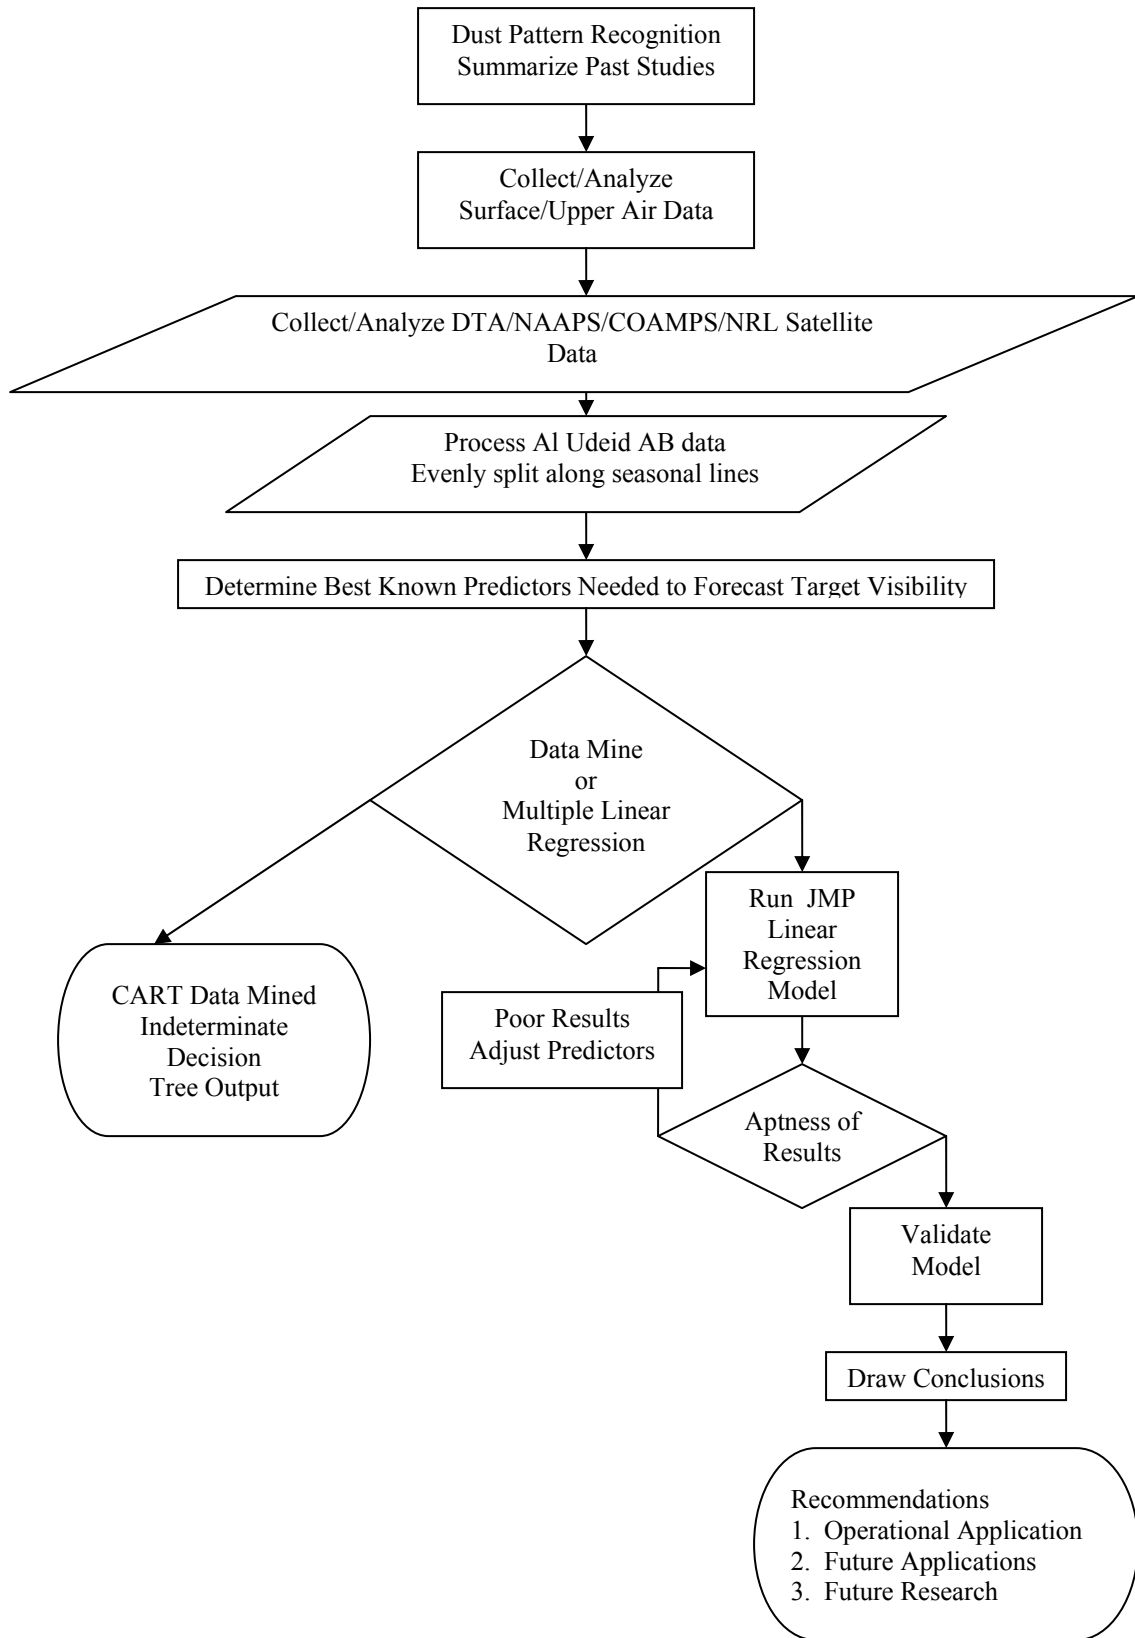 Dust Pattern Recognition
Summarize Past Studies
Collect/Analyze
Surface/Upper Air Data
Collect/Analyze DTA/NAAPS/COAMPS/NRL Satellite
Data
Process Al Udeid AB data
Evenly split along seasonal lines
Determine Best Known Predictors Needed to Forecast Target Visibility
Data Mine
or
Multiple Linear
Regression
Run JMP
Linear
Regression
Model
CART Data Mined
Indeterminate
Decision
Tree Output
Poor Results
Adjust Predictors
Aptness of
Results
Validate
Model
Draw Conclusions
Recommendations
1. Operational Application
2. Future Applications
3. Future Research